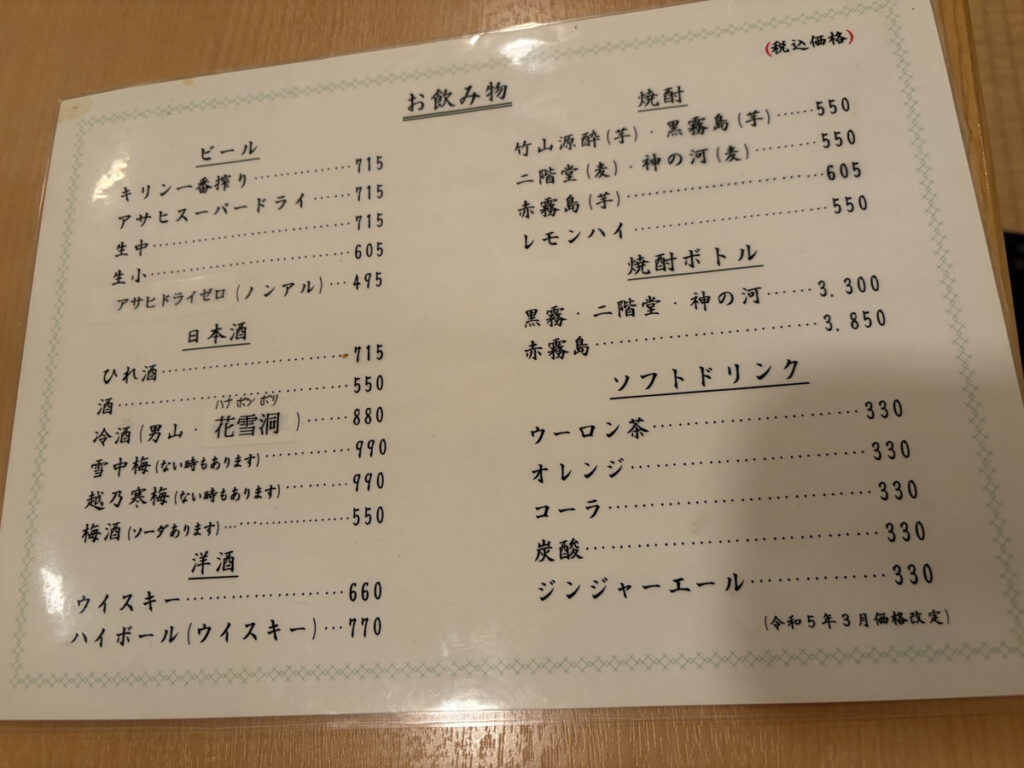 お飲み物
(税込価格)
ビール
キリン一番搾り…………715
アサヒスーパードライ……715
生中……………………715
生小……………………605
アサヒドライゼロ(ノンアル)…495
日本酒
ひれ酒…………………715
酒………………………550
ハナ ボンボリ
冷酒(男山・花雪洞)……880
雪中梅(ない時もあります)…………990
越乃寒梅(ない時もあります)…………990
梅酒(ソーダあります)………………550
洋酒
ウイスキー………………660
ハイボール(ウイスキー)…770
焼酎
竹山源酔(芋)・黒霧島(芋)……550
二階堂(麦)・神の河(麦)………550
赤霧島(芋)……………………605
レモンハイ……………………550
焼酎ボトル
黒霧・二階堂・神の河……3,300
赤霧島………………………3,850
ソフトドリンク
ウーロン茶…………………330
オレンジ……………………330
コーラ………………………330
炭酸…………………………330
ジンジャーエール……………330
(令和5年3月価格改定)